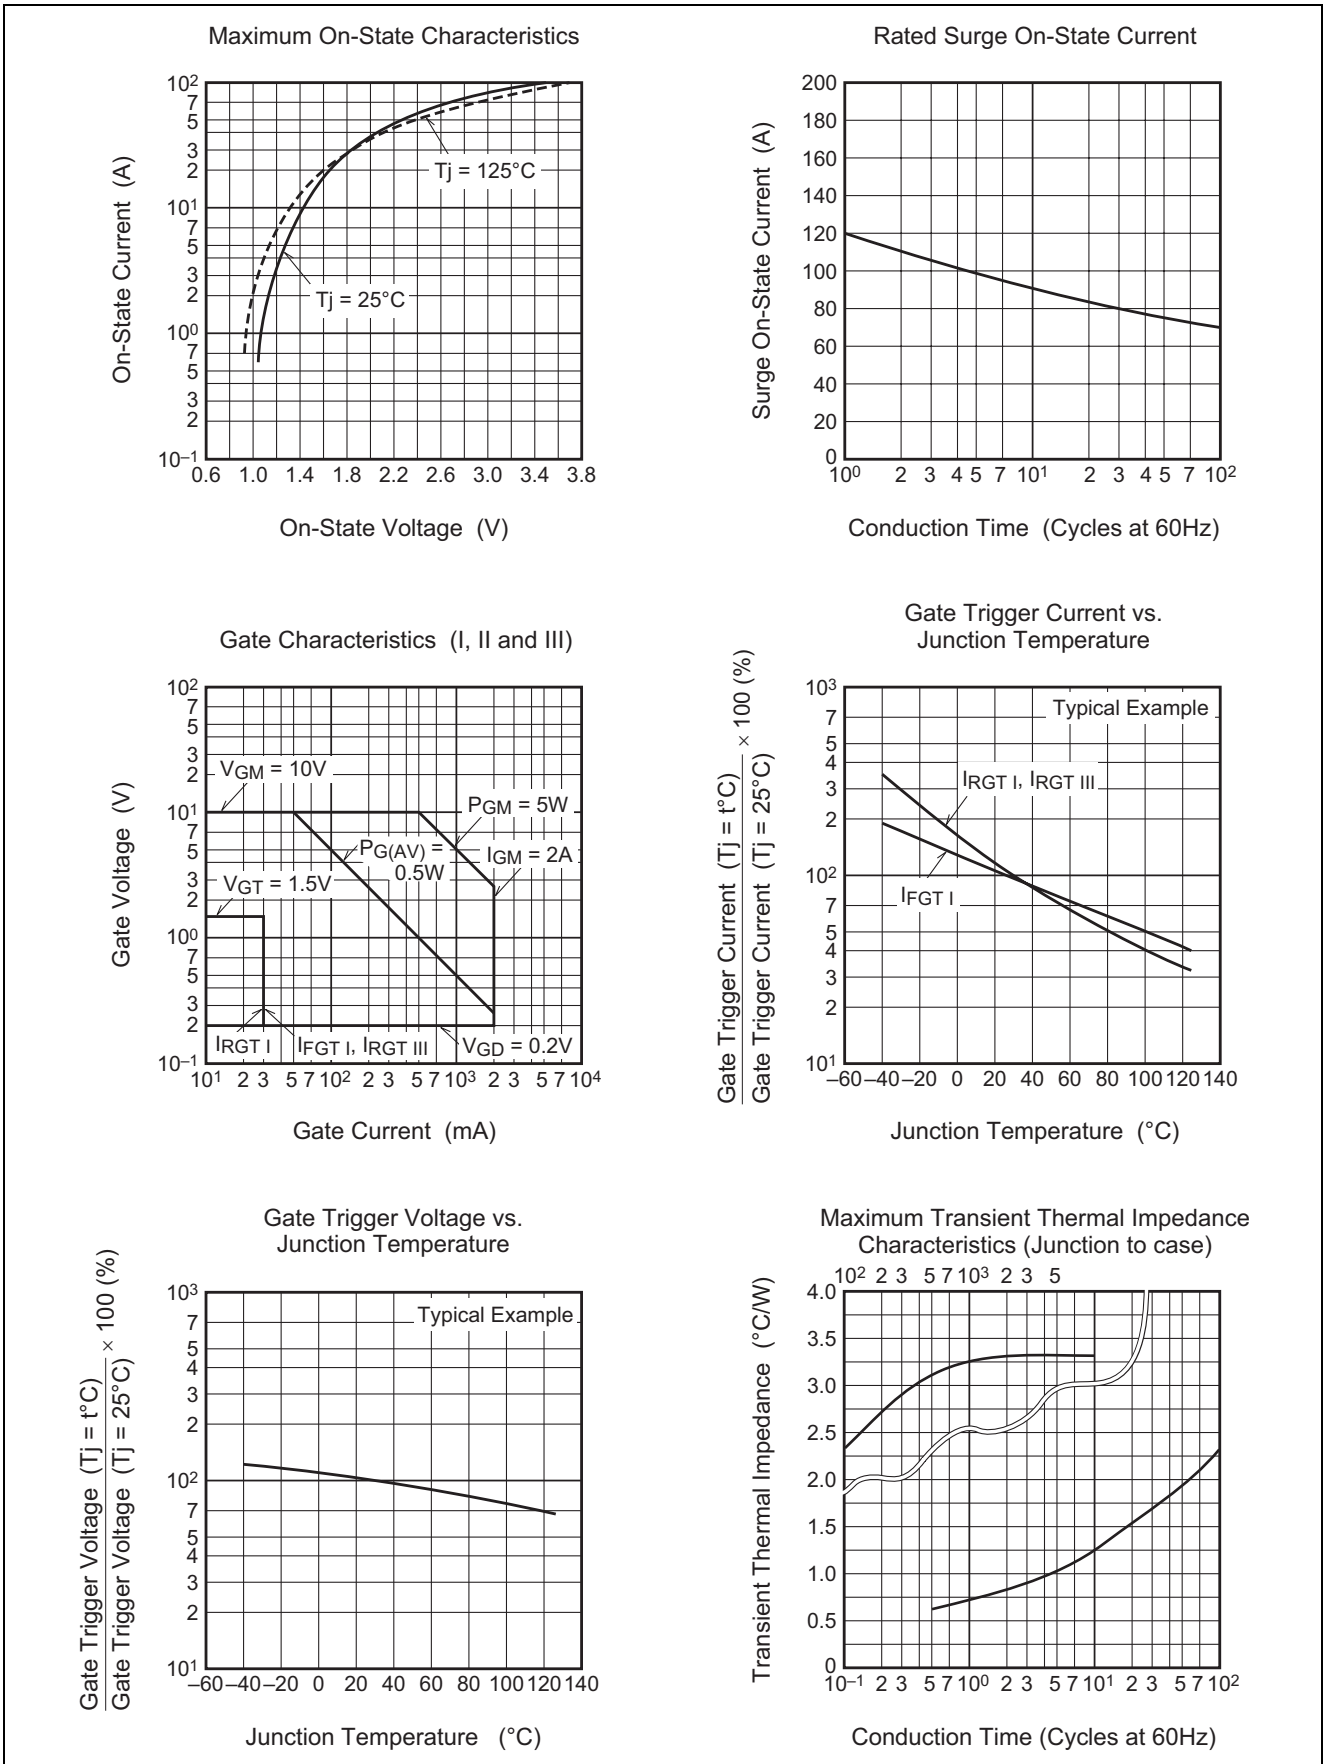 Maximum On-State Characteristics
On-State Current (A)
10²
7
5
3
2
10¹
7
5
3
2
10⁰
7
5
3
2
10⁻¹
Tj = 125°C
Tj = 25°C
0.6 1.0 1.4 1.8 2.2 2.6 3.0 3.4 3.8
On-State Voltage (V)
Rated Surge On-State Current
Surge On-State Current (A)
200
180
160
140
120
100
80
60
40
20
0
10⁰ 2 3 4 5 7 10¹ 2 3 4 5 7 10²
Conduction Time (Cycles at 60Hz)
Gate Characteristics (I, II and III)
Gate Voltage (V)
10²
7
5
3
2
10¹
7
5
3
2
10⁰
7
5
3
2
10⁻¹
VGM = 10V
PGM = 5W
PG(AV) =
0.5W
IGM = 2A
VGT = 1.5V
IRGT I
IFGT I, IRGT III
VGD = 0.2V
10¹ 2 3 5 7 10² 2 3 5 7 10³ 2 3 5 7 10⁴
Gate Current (mA)
Gate Trigger Current vs.
Junction Temperature
Gate Trigger Current (Tj = t°C)
Gate Trigger Current (Tj = 25°C)
× 100 (%)
10³
7
5
4
3
2
10²
7
5
4
3
2
10¹
Typical Example
IRGT I, IRGT III
IFGT I
–60 –40 –20 0 20 40 60 80 100 120 140
Junction Temperature (°C)
Gate Trigger Voltage vs.
Junction Temperature
Gate Trigger Voltage (Tj = t°C)
Gate Trigger Voltage (Tj = 25°C)
× 100 (%)
10³
7
5
4
3
2
10²
7
5
4
3
2
10¹
Typical Example
–60 –40 –20 0 20 40 60 80 100 120 140
Junction Temperature (°C)
Maximum Transient Thermal Impedance
Characteristics (Junction to case)
Transient Thermal Impedance (°C/W)
10² 2 3 5 7 10³ 2 3 5
4.0
3.5
3.0
2.5
2.0
1.5
1.0
0.5
0
10⁻¹ 2 3 5 7 10⁰ 2 3 5 7 10¹ 2 3 5 7 10²
Conduction Time (Cycles at 60Hz)